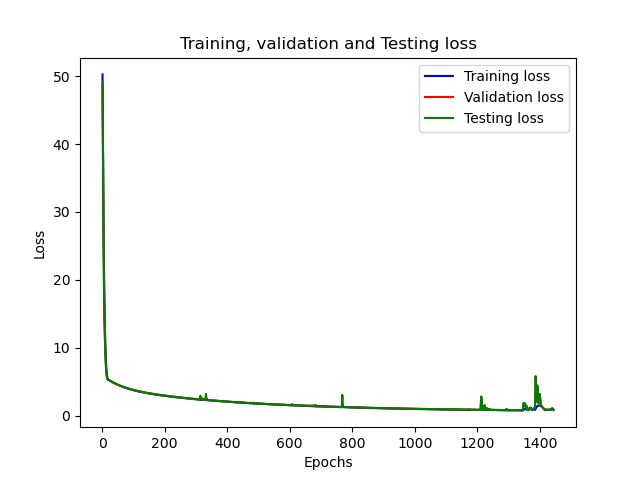 Training, validation and Testing loss
Training loss
Validation loss
Testing loss
Loss
50
40
30
20
10
0
0 200 400 600 800 1000 1200 1400
Epochs